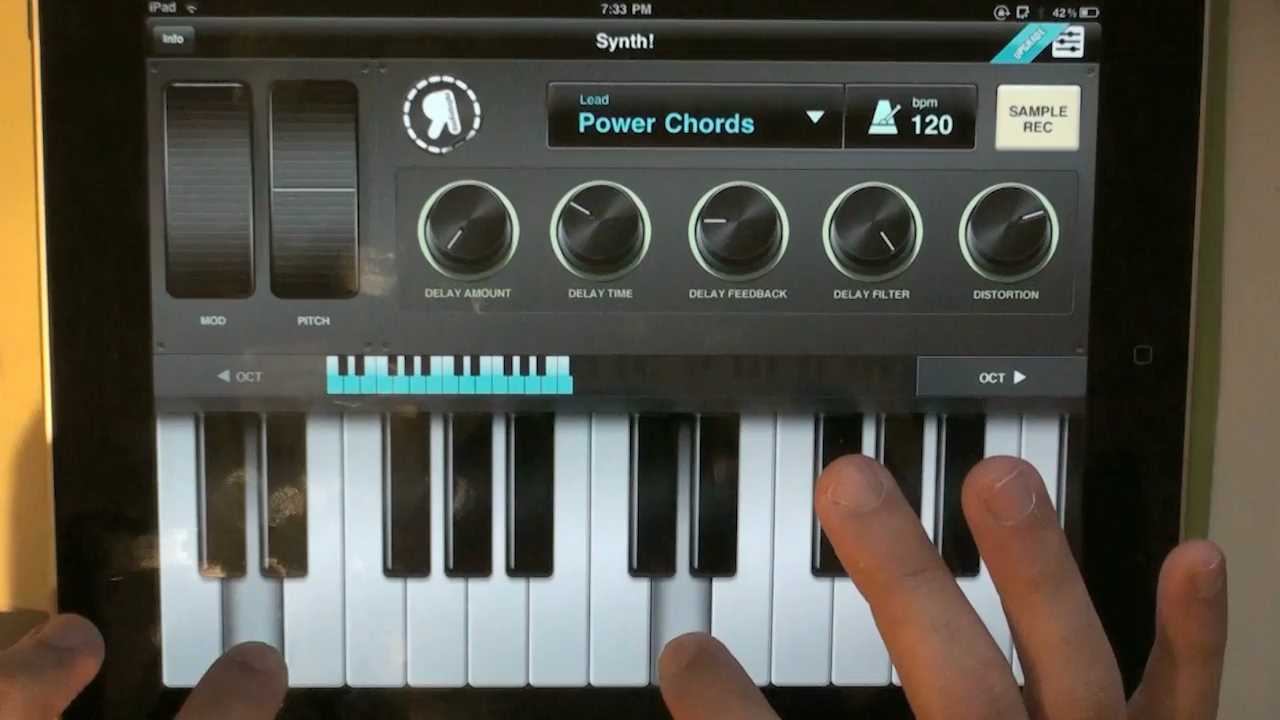 iPad 7:33 PM 42%
Info Synth! UPGRADE
Lead
Power Chords
bpm
120
SAMPLE
REC
DELAY AMOUNT DELAY TIME DELAY FEEDBACK DELAY FILTER DISTORTION
MOD PITCH
OCT OCT